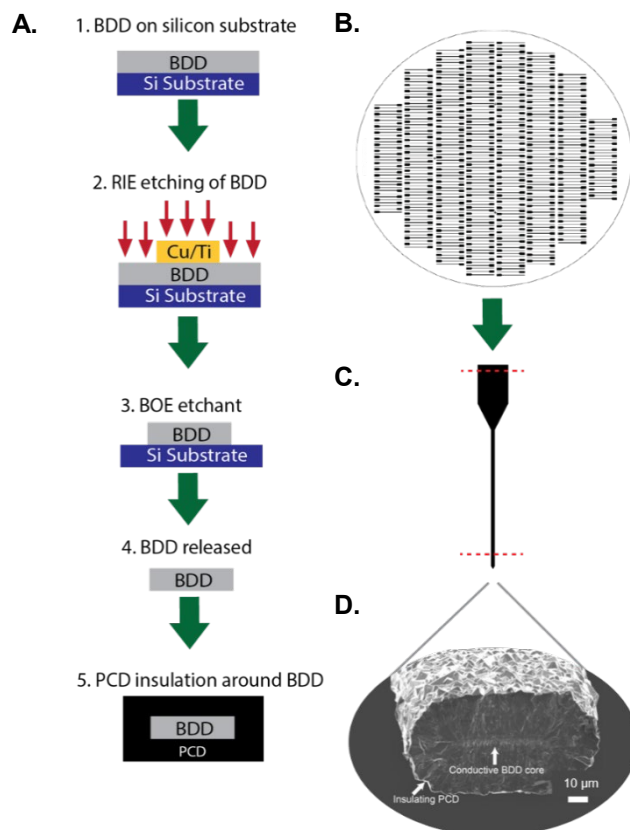 A.
1. BDD on silicon substrate
BDD
Si Substrate
2. RIE etching of BDD
Cu/Ti
BDD
Si Substrate
3. BOE etchant
BDD
Si Substrate
4. BDD released
BDD
5. PCD insulation around BDD
BDD
PCD
B.
C.
D.
Conductive BDD core
Insulating PCD
10 µm